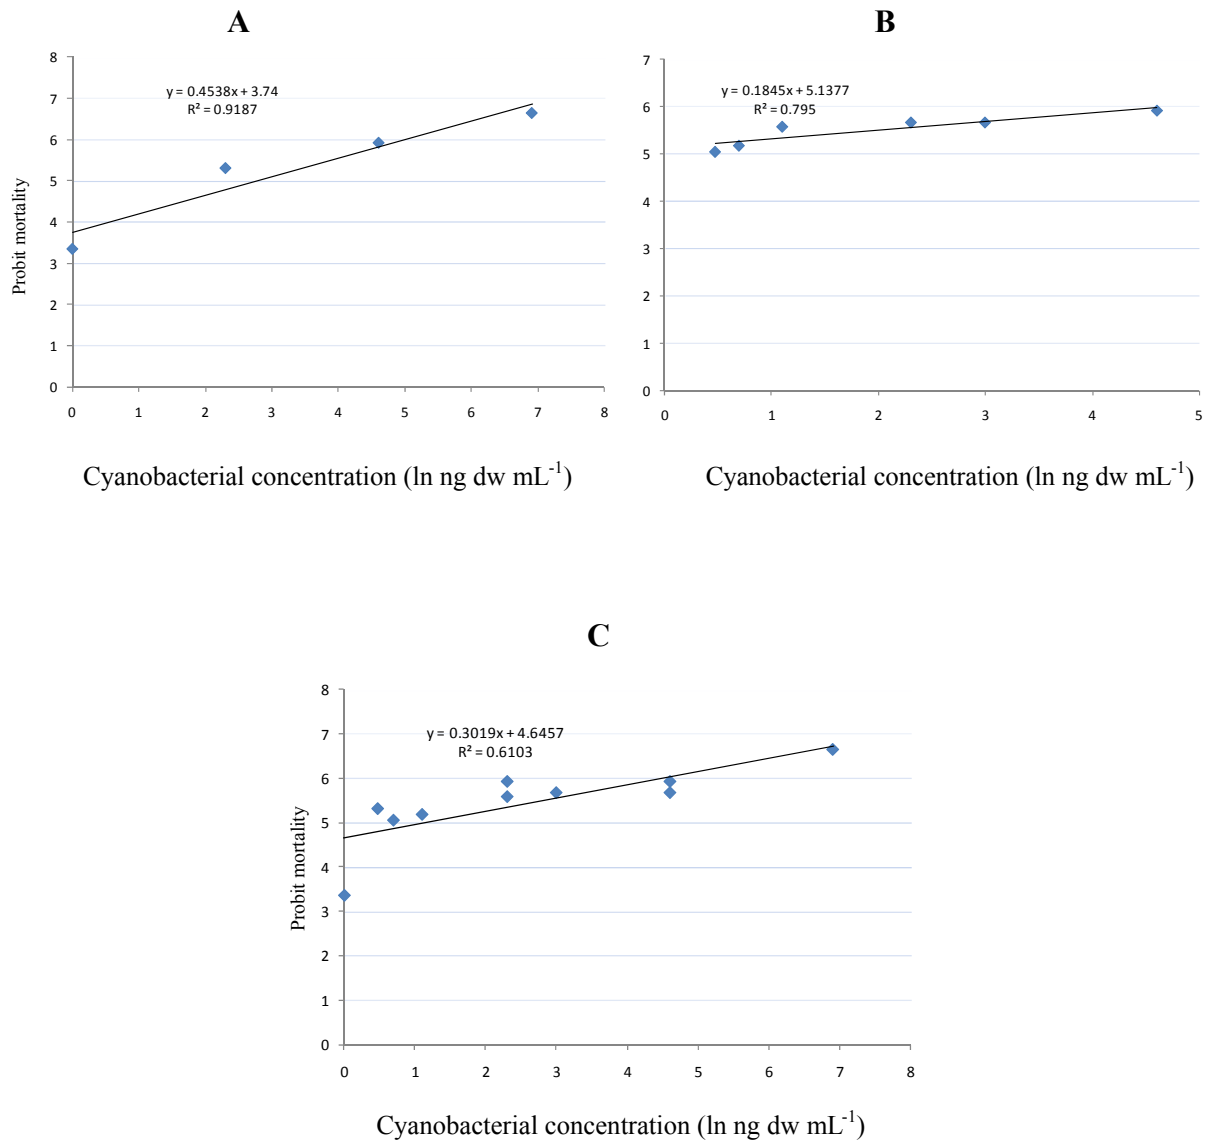 A
8
7
6
5
4
3
2
1
0
y = 0.4538x + 3.74
R² = 0.9187
Probit mortality
0 1 2 3 4 5 6 7 8
Cyanobacterial concentration (ln ng dw mL⁻¹)
B
7
6
5
4
3
2
1
0
y = 0.1845x + 5.1377
R² = 0.795
0 1 2 3 4 5
Cyanobacterial concentration (ln ng dw mL⁻¹)
C
8
7
6
5
4
3
2
1
0
y = 0.3019x + 4.6457
R² = 0.6103
Probit mortality
0 1 2 3 4 5 6 7 8
Cyanobacterial concentration (ln ng dw mL⁻¹)